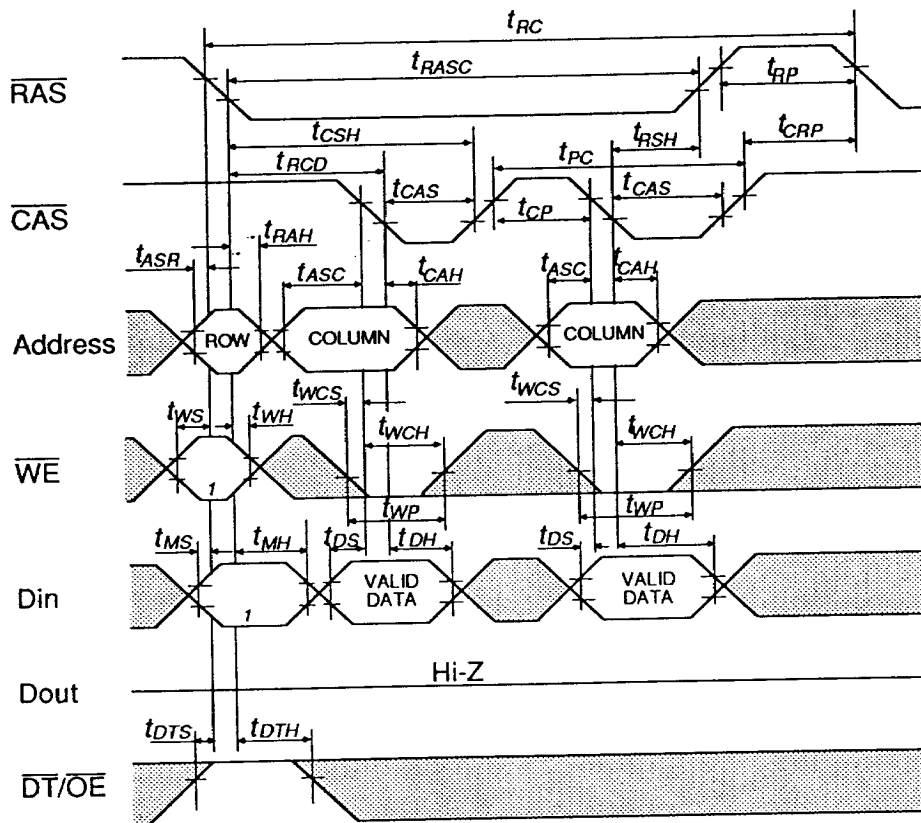 tRC
RAS
tRASC
tRP
tCSH
tRSH
tCRP
tRCD
tPC
CAS
tCAS
tCP
tCAS
tASR
tRAH
tASC
tCAH
tASC
tCAH
Address
ROW
COLUMN
COLUMN
tWS
tWH
tWCS
tWCH
tWCS
tWCH
WE
1
tWP
tWP
tMS
tMH
tDS
tDH
tDS
tDH
Din
1
VALID
DATA
VALID
DATA
Dout
Hi-Z
tDTS
tDTH
DT/OE